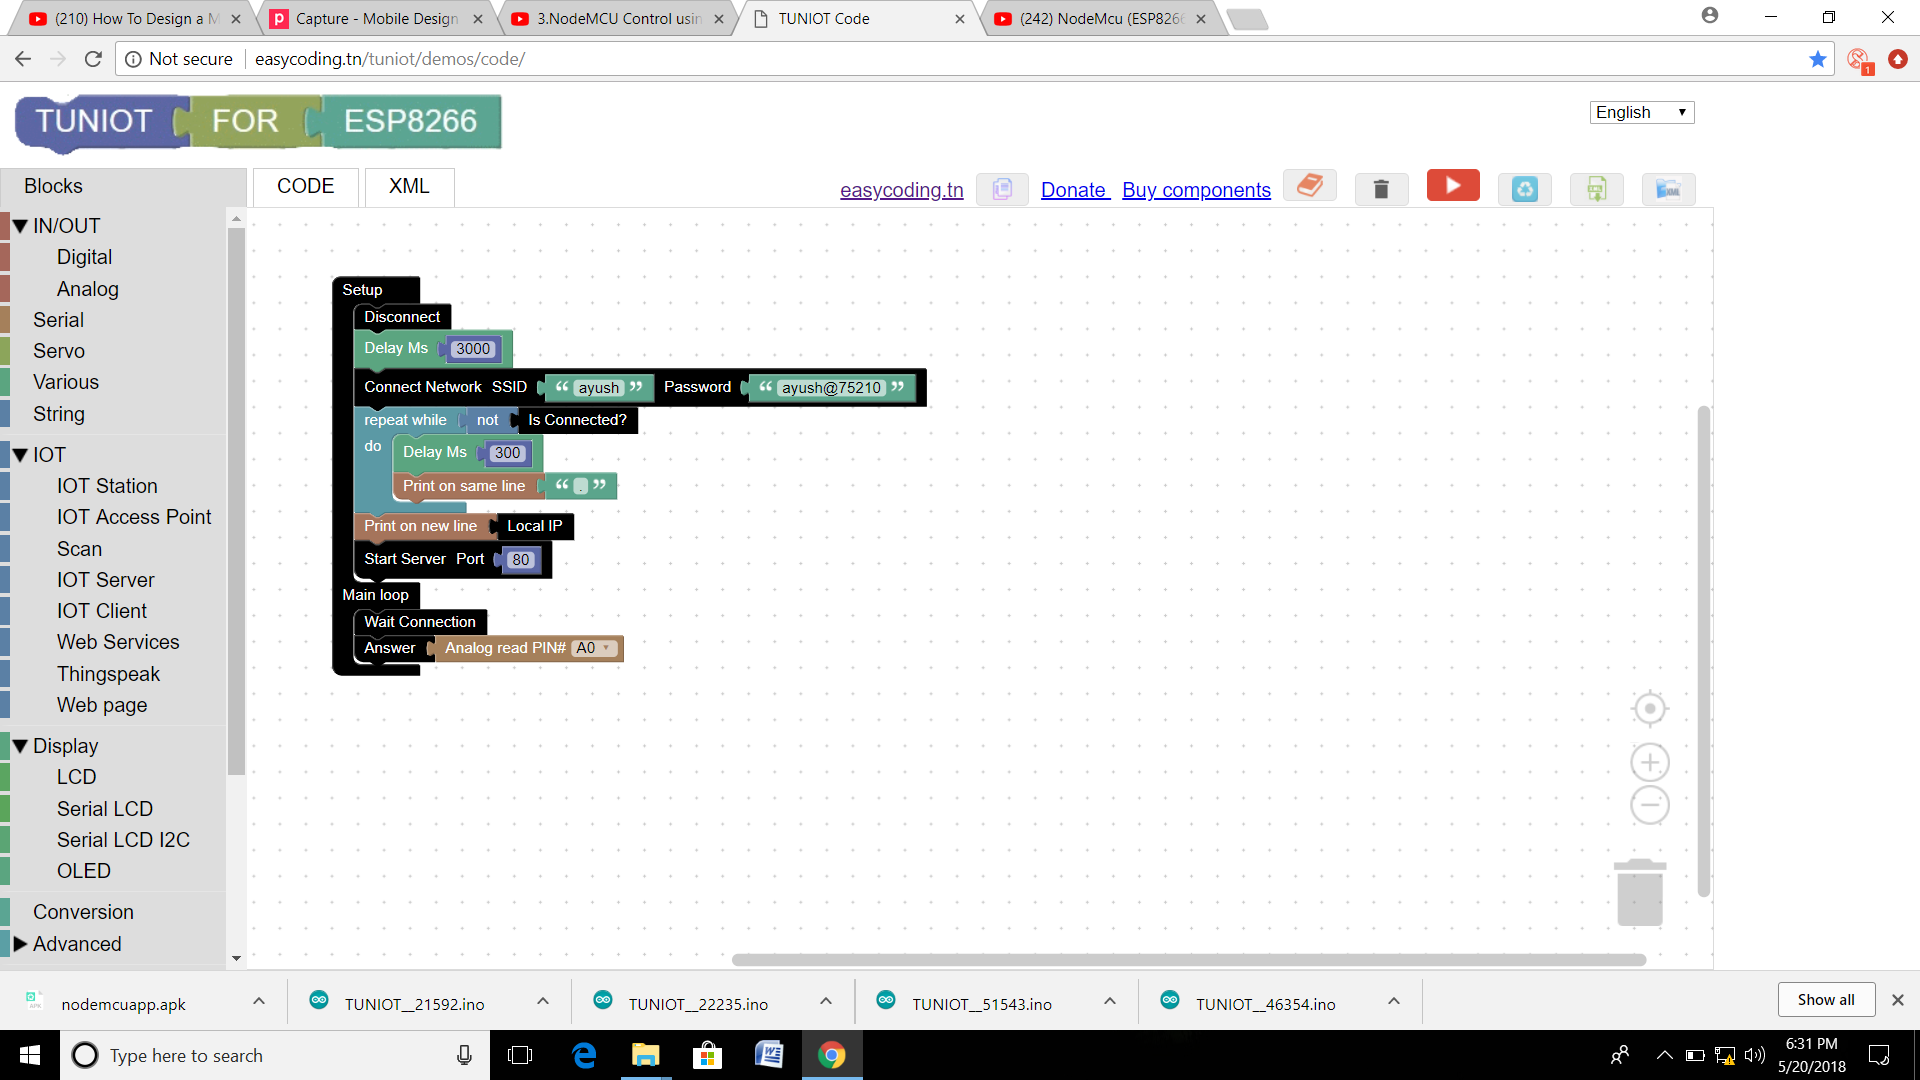 (210) How To Design a M
Capture - Mobile Design
3.NodeMCU Control usin
TUNIOT Code
(242) NodeMcu (ESP8266
Not secure easycoding.tn/tuniot/demos/code/
1
TUNIOT FOR ESP8266
English
Blocks
CODE
XML
easycoding.tn
Donate
Buy components
IN/OUT
Digital
Analog
Serial
Servo
Various
String
IOT
IOT Station
IOT Access Point
Scan
IOT Server
IOT Client
Web Services
Thingspeak
Web page
Display
LCD
Serial LCD
Serial LCD I2C
OLED
Conversion
Advanced
Setup
Disconnect
Delay Ms 3000
Connect Network SSID “ ayush ” Password “ ayush@75210 ”
repeat while not Is Connected?
do Delay Ms 300
Print on same line “ . ”
Print on new line Local IP
Start Server Port 80
Main loop
Wait Connection
Answer Analog read PIN# A0
nodemcuapp.apk
TUNIOT__21592.ino
TUNIOT__22235.ino
TUNIOT__51543.ino
TUNIOT__46354.ino
Show all
Type here to search
6:31 PM
5/20/2018